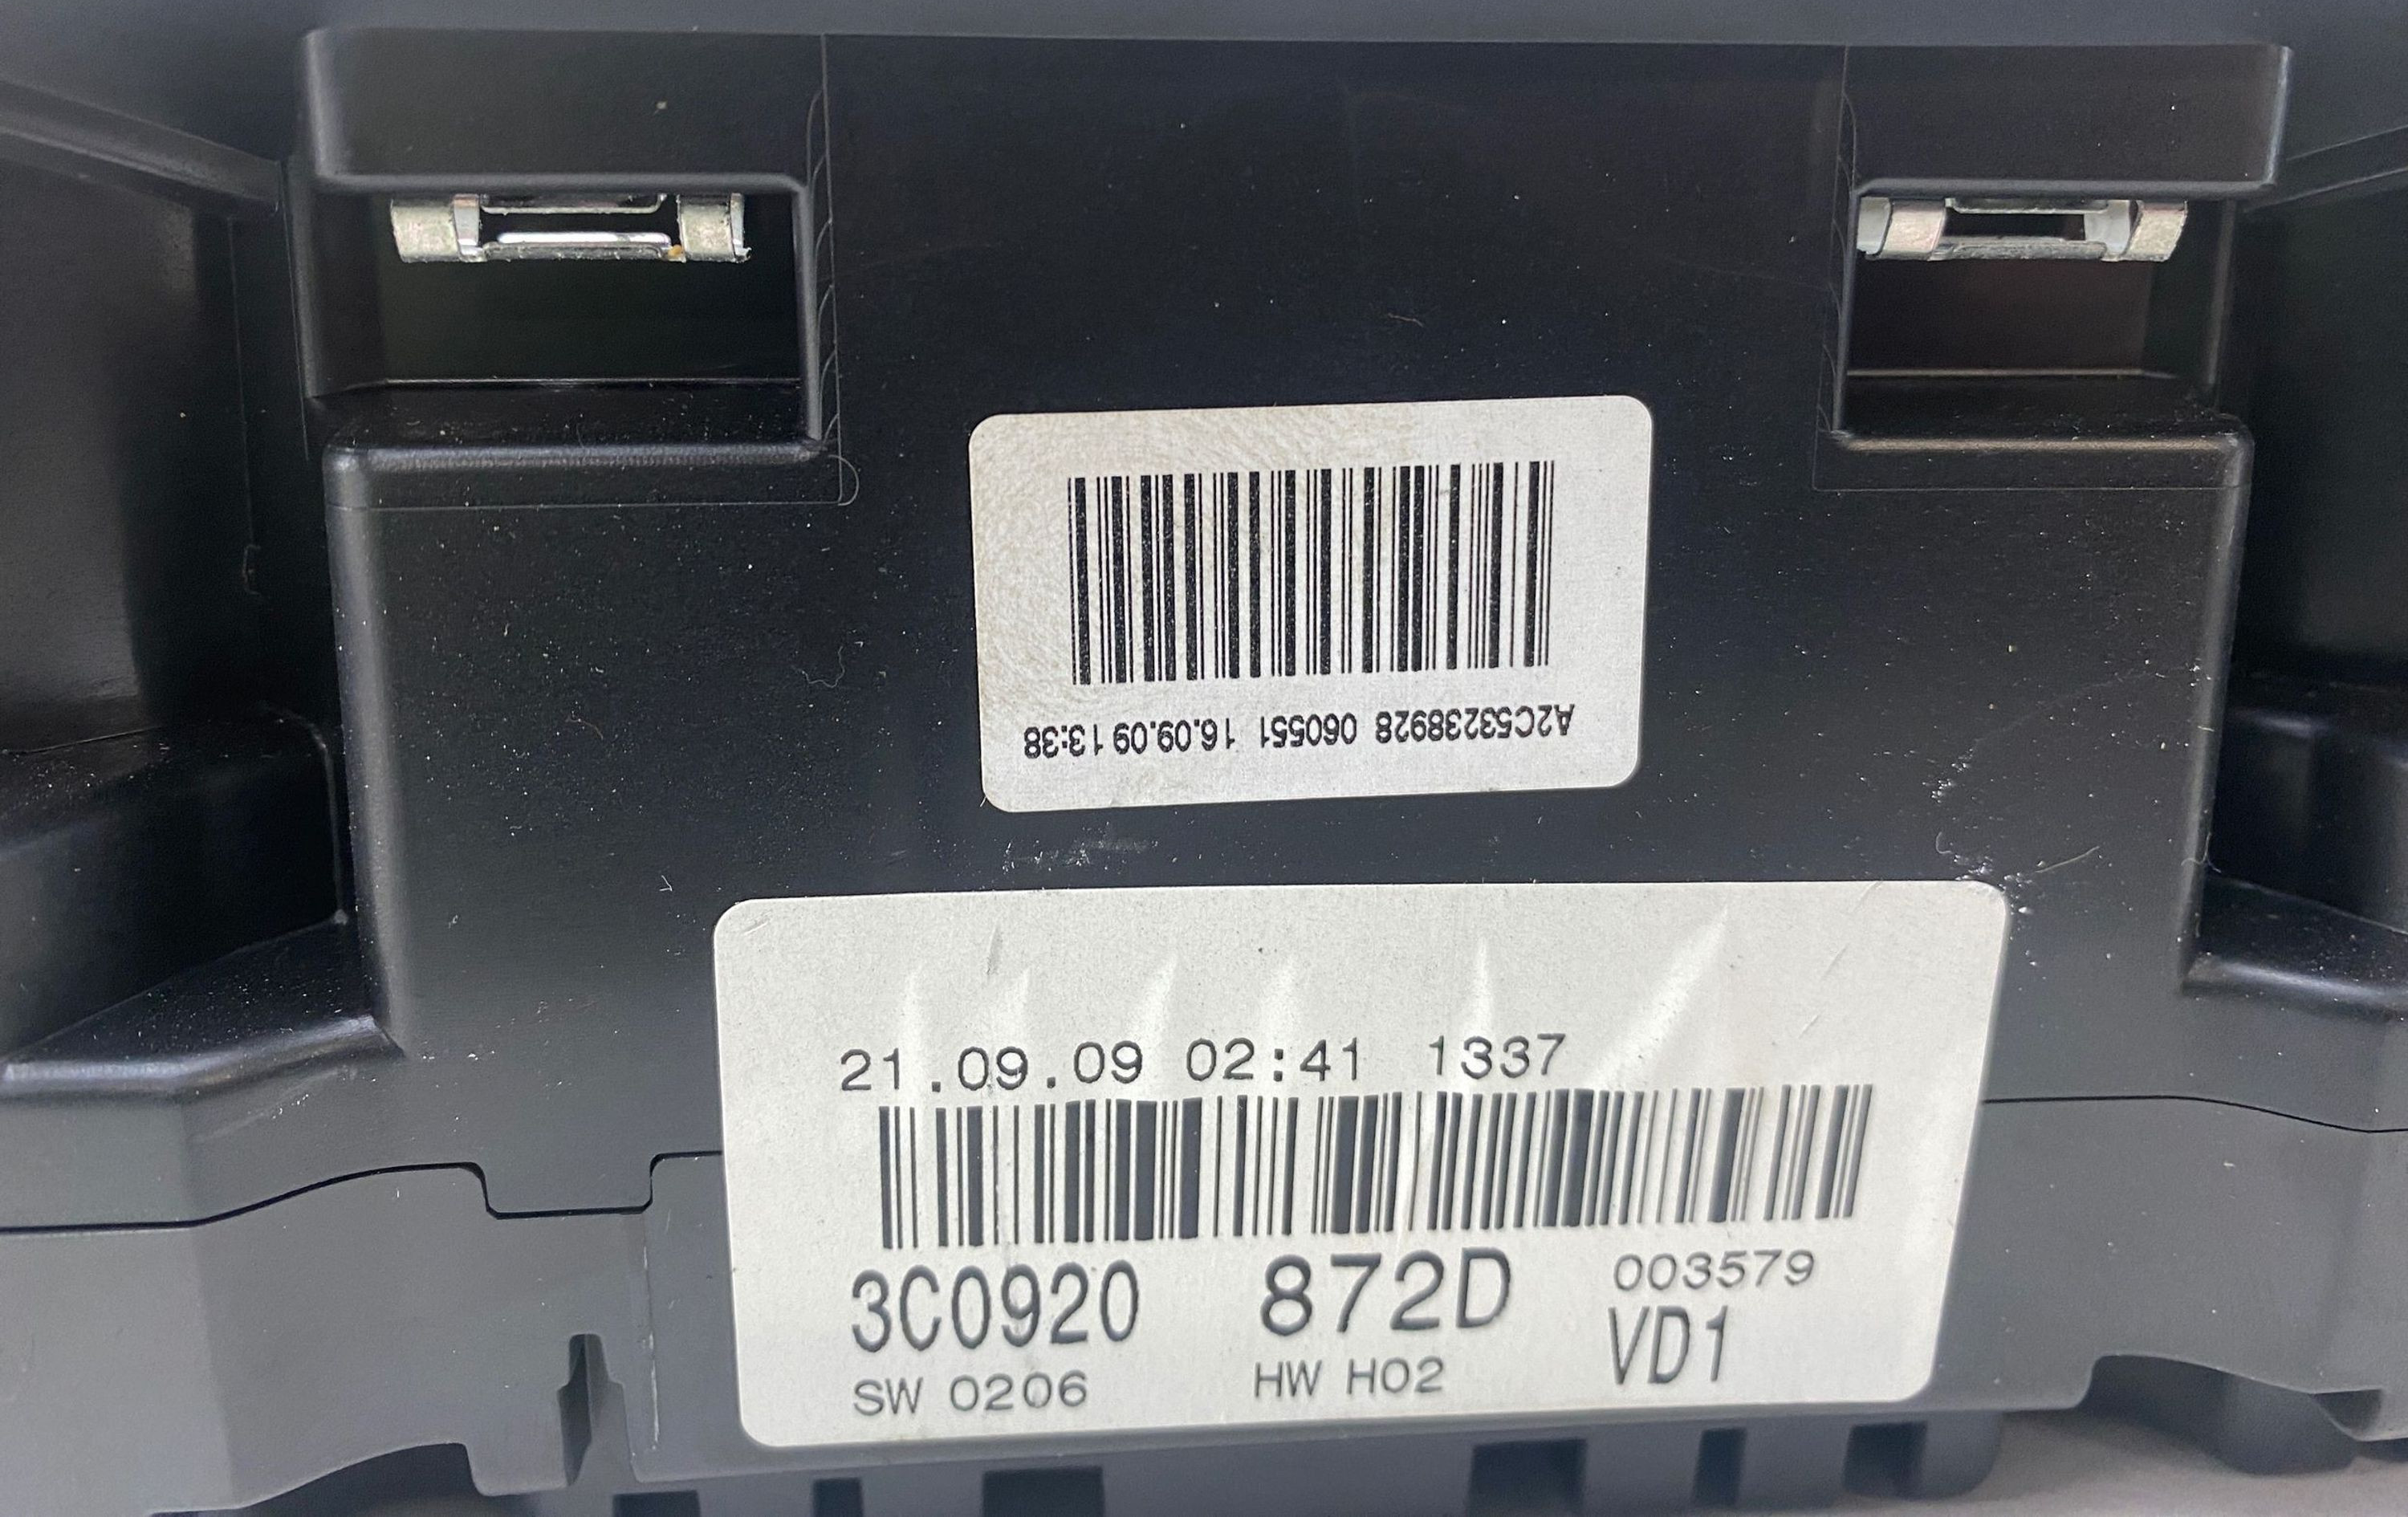 A2C53238928 060551 16.09.09 13:38
21.09.09 02:41 1337
3C0920 872D 003579
VD1
SW 0206 HW H02